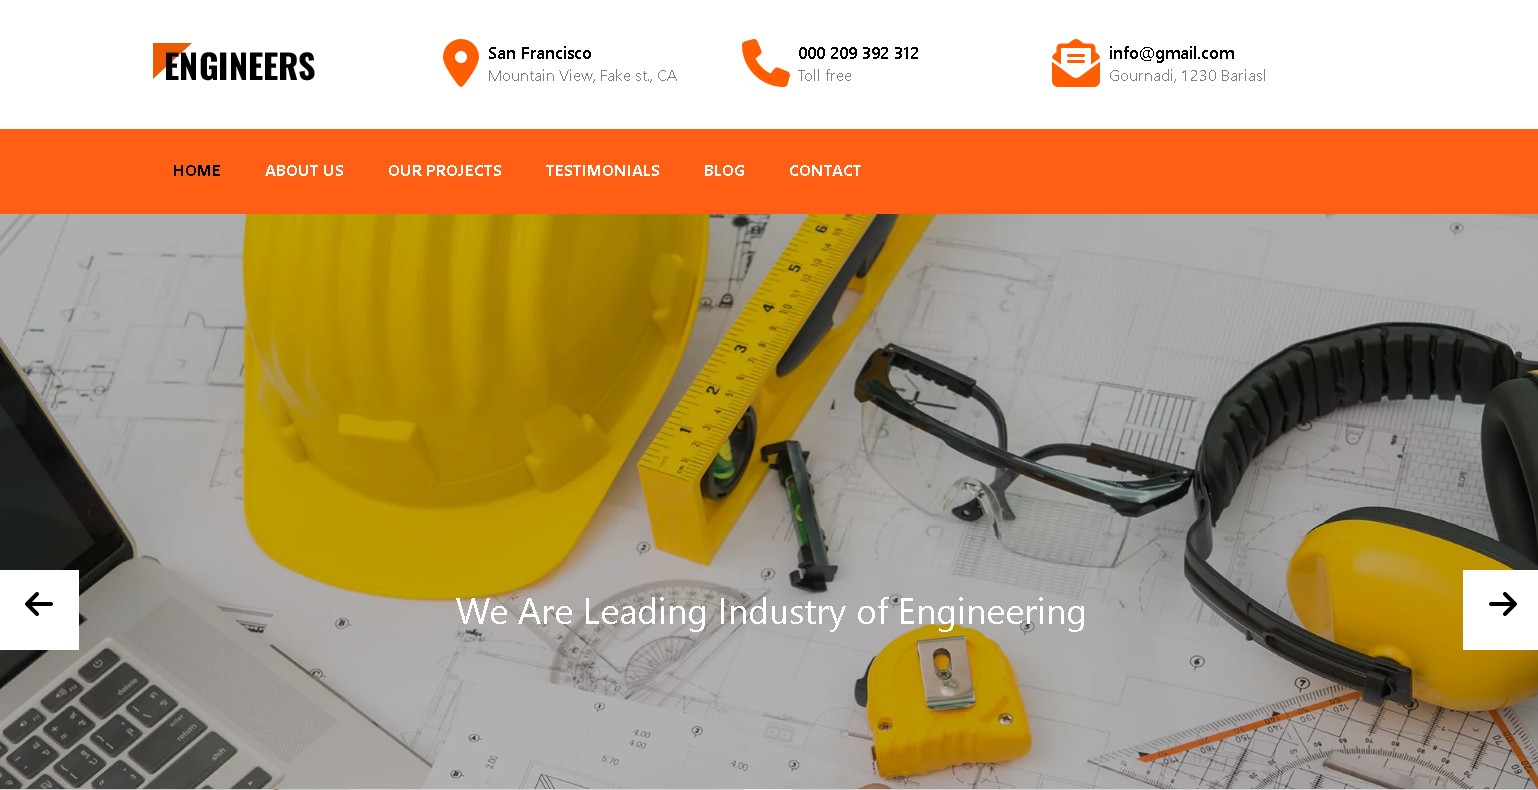 ENGINEERS
San Francisco
Mountain View, Fake st., CA
000 209 392 312
Toll free
info@gmail.com
Gournadi, 1230 Bariasl
HOME ABOUT US OUR PROJECTS TESTIMONIALS BLOG CONTACT
We Are Leading Industry of Engineering